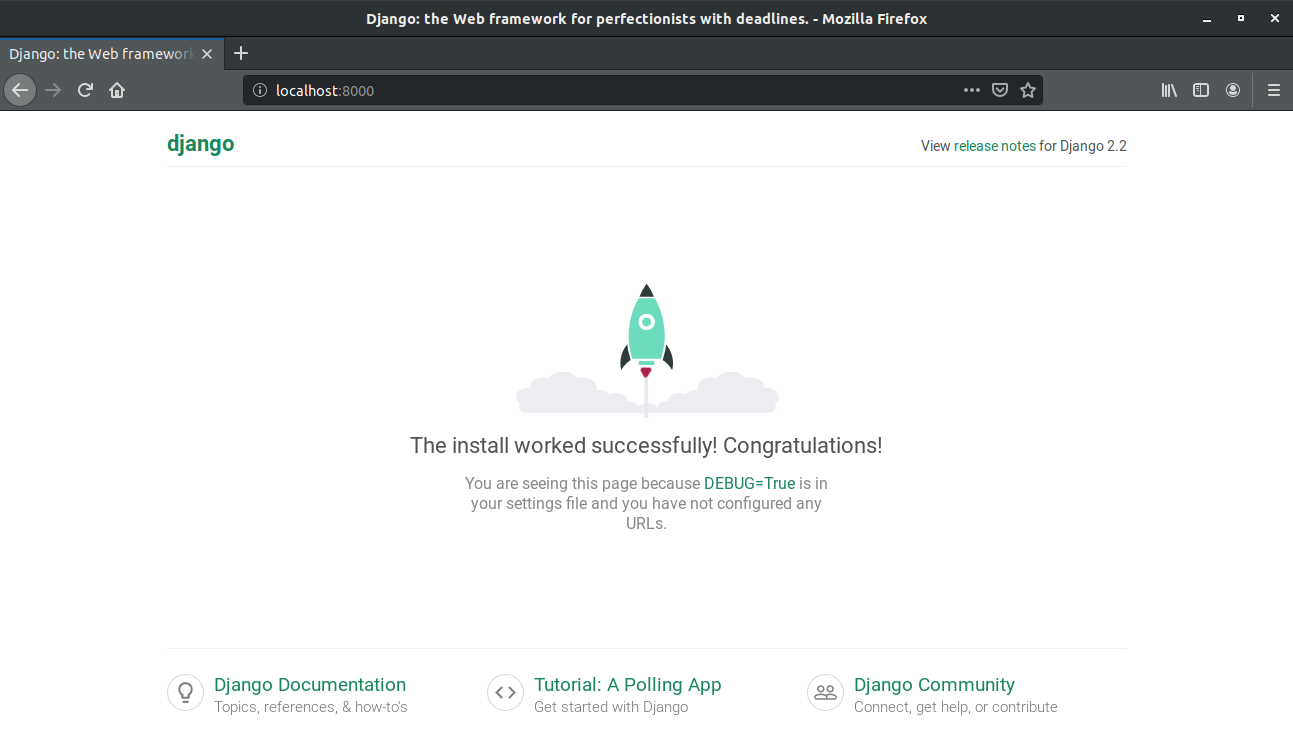 Django: the Web framework for perfectionists with deadlines. - Mozilla Firefox
Django: the Web framework
localhost:8000
django
View release notes for Django 2.2
The install worked successfully! Congratulations!
You are seeing this page because DEBUG=True is in
your settings file and you have not configured any
URLs.
Django Documentation
Topics, references, & how-to's
Tutorial: A Polling App
Get started with Django
Django Community
Connect, get help, or contribute